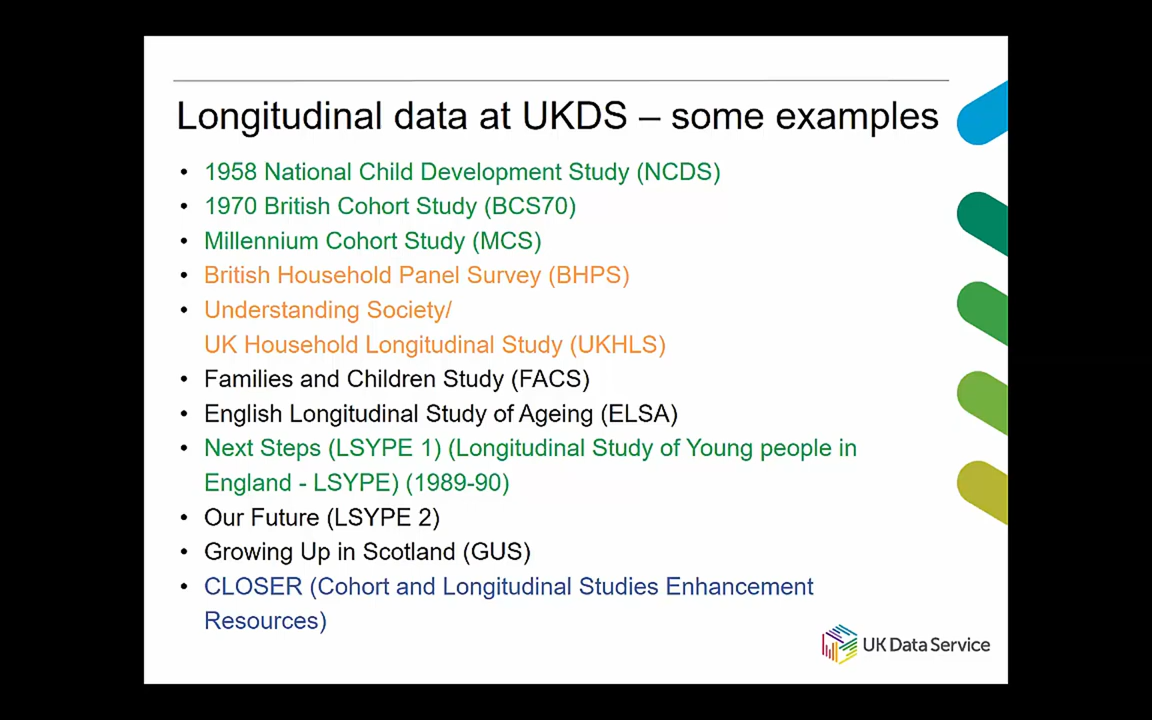 Longitudinal data at UKDS – some examples
• 1958 National Child Development Study (NCDS)
• 1970 British Cohort Study (BCS70)
• Millennium Cohort Study (MCS)
• British Household Panel Survey (BHPS)
• Understanding Society/
UK Household Longitudinal Study (UKHLS)
• Families and Children Study (FACS)
• English Longitudinal Study of Ageing (ELSA)
• Next Steps (LSYPE 1) (Longitudinal Study of Young people in
England - LSYPE) (1989-90)
• Our Future (LSYPE 2)
• Growing Up in Scotland (GUS)
• CLOSER (Cohort and Longitudinal Studies Enhancement
Resources)
UK Data Service